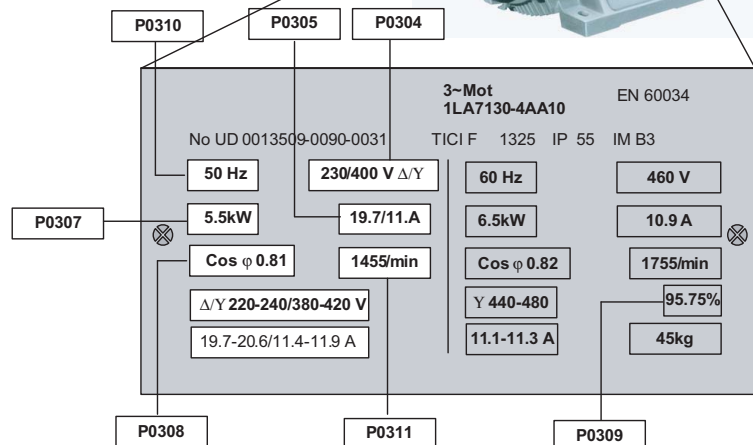 P0310
P0305
P0304
3~Mot
1LA7130-4AA10
EN 60034
No UD 0013509-0090-0031 TICI F 1325 IP 55 IM B3
50 Hz 230/400 V Δ/Y 60 Hz 460 V
P0307
5.5kW 19.7/11.A 6.5kW 10.9 A
Cos φ 0.81 1455/min Cos φ 0.82 1755/min
Δ/Y 220-240/380-420 V Y 440-480 95.75%
19.7-20.6/11.4-11.9 A 11.1-11.3 A 45kg
P0308
P0311
P0309